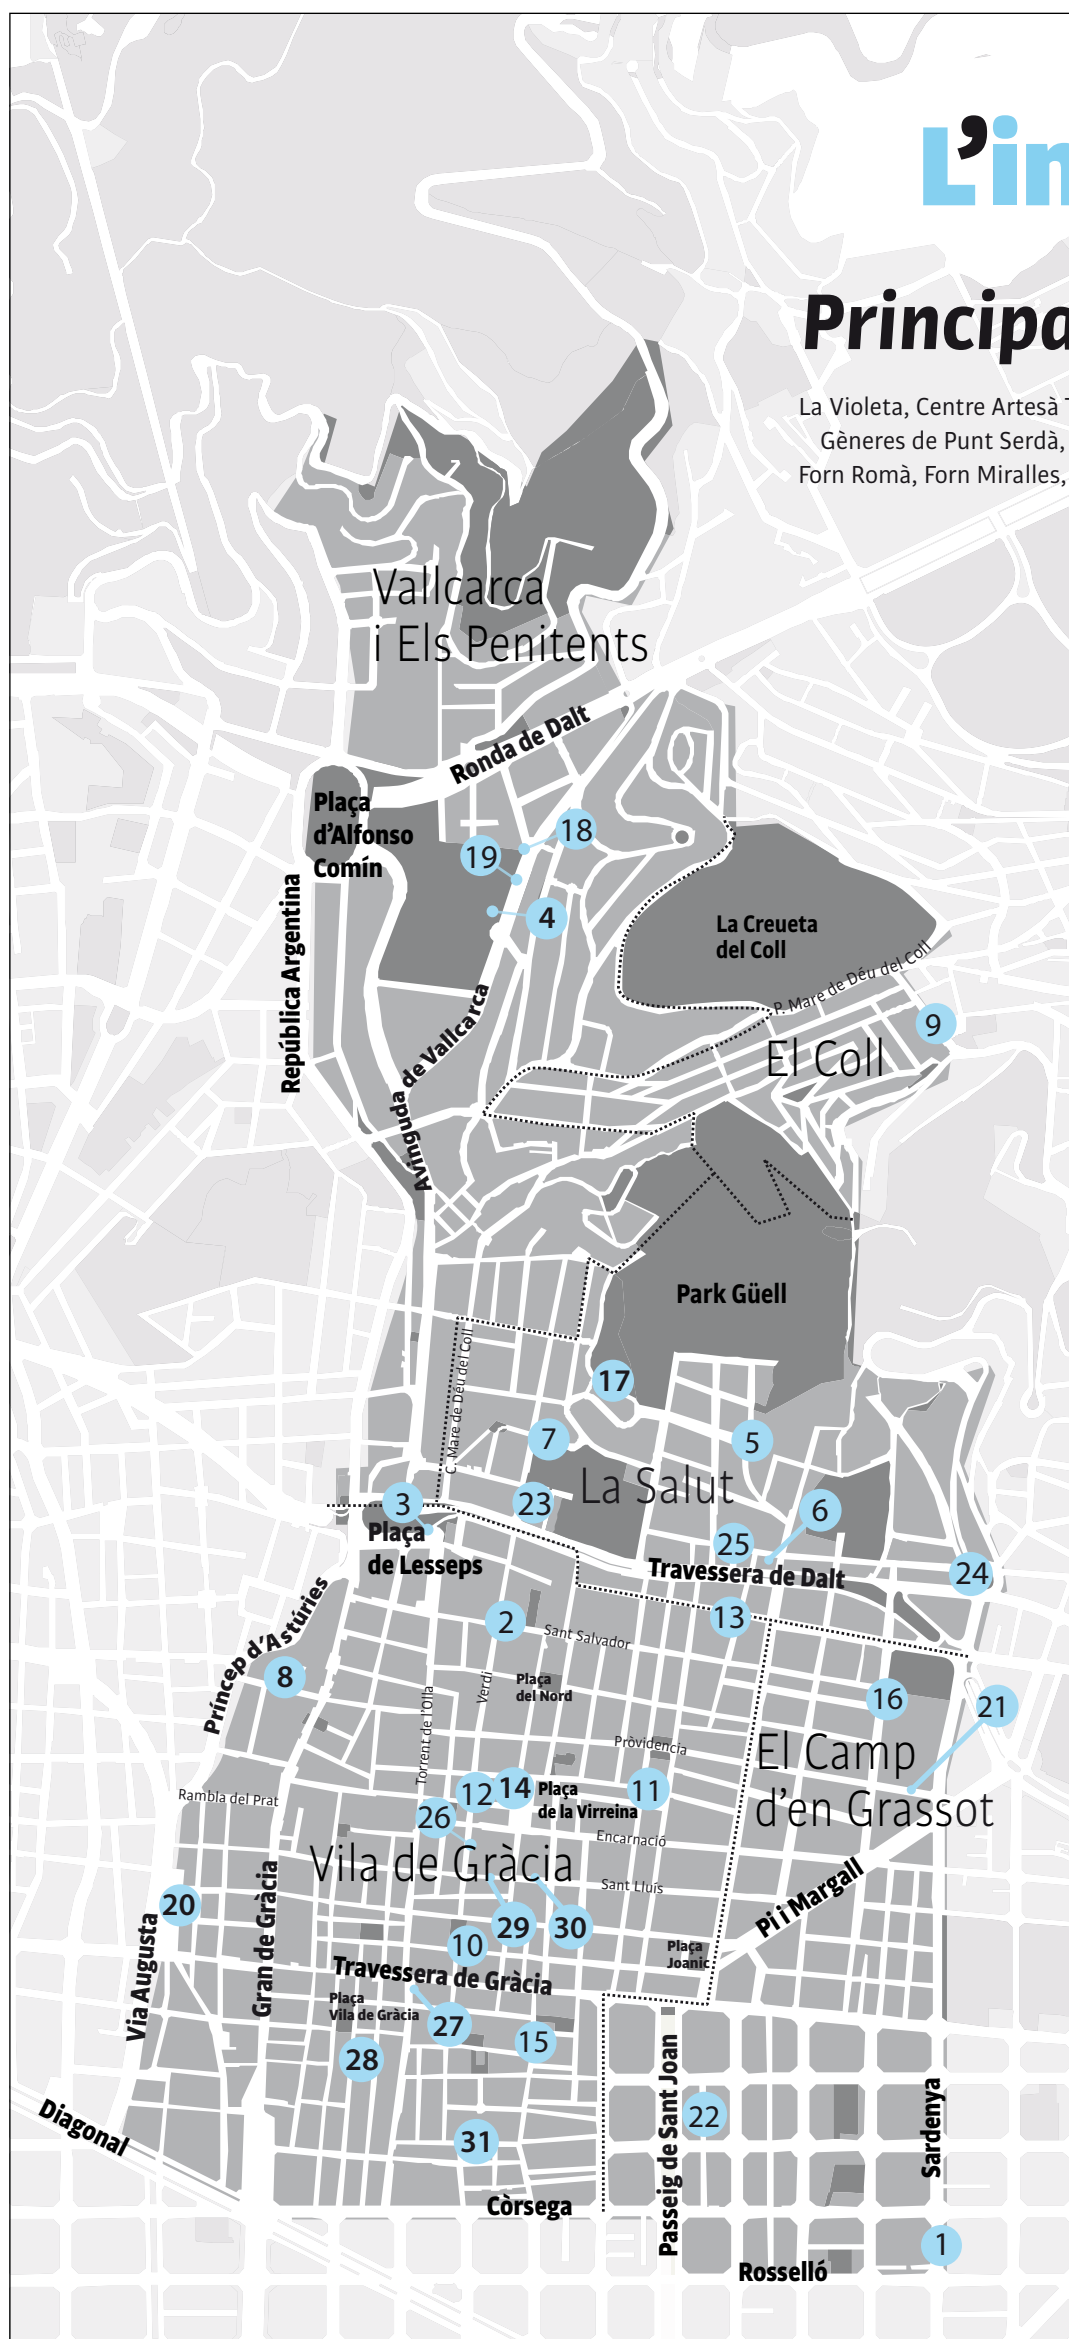 L'in
Principa
La Violeta, Centre Artesà T
Gèneres de Punt Serdà,
Forn Romà, Forn Miralles,
Vallcarca
i Els Penitents
Ronda de Dalt
Plaça
d'Alfonso
Comín
18
19
4
República Argentina
La Creueta
del Coll
P. Mare de Déu del Coll
9
El Coll
Avinguda de Vallcarca
Park Güell
C. Mare de Déu del Coll
17
7
5
La Salut
3
23
6
Plaça
de Lesseps
25
Travessera de Dalt
24
13
2
Sant Salvador
Príncep d'Astúries
8
Verdi
Plaça
del Nord
16
21
Torrent de l'Olla
Pròvidencia
El Camp
d'en Grassot
Rambla del Prat
12
14
Plaça
de la Virreina
11
26
Encarnació
Vila de Gràcia
Sant Lluís
Pi i Margall
20
Via Augusta
Gran de Gràcia
29
30
10
Plaça
Joanic
Travessera de Gràcia
Plaça
Vila de Gràcia
27
15
28
Passeig de Sant Joan
22
Sardenya
Diagonal
31
Còrsega
1
Rosselló